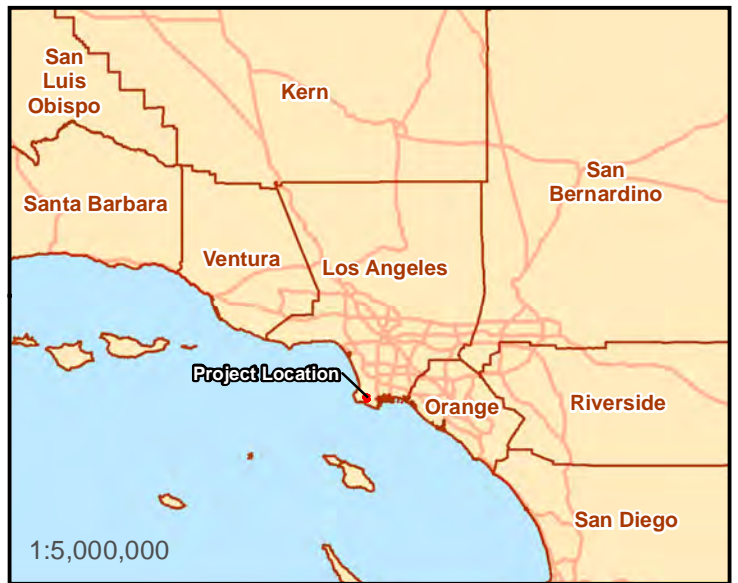 San
Luis
Obispo
Kern
San
Bernardino
Santa Barbara
Ventura
Los Angeles
Project Location
Orange
Riverside
San Diego
1:5,000,000